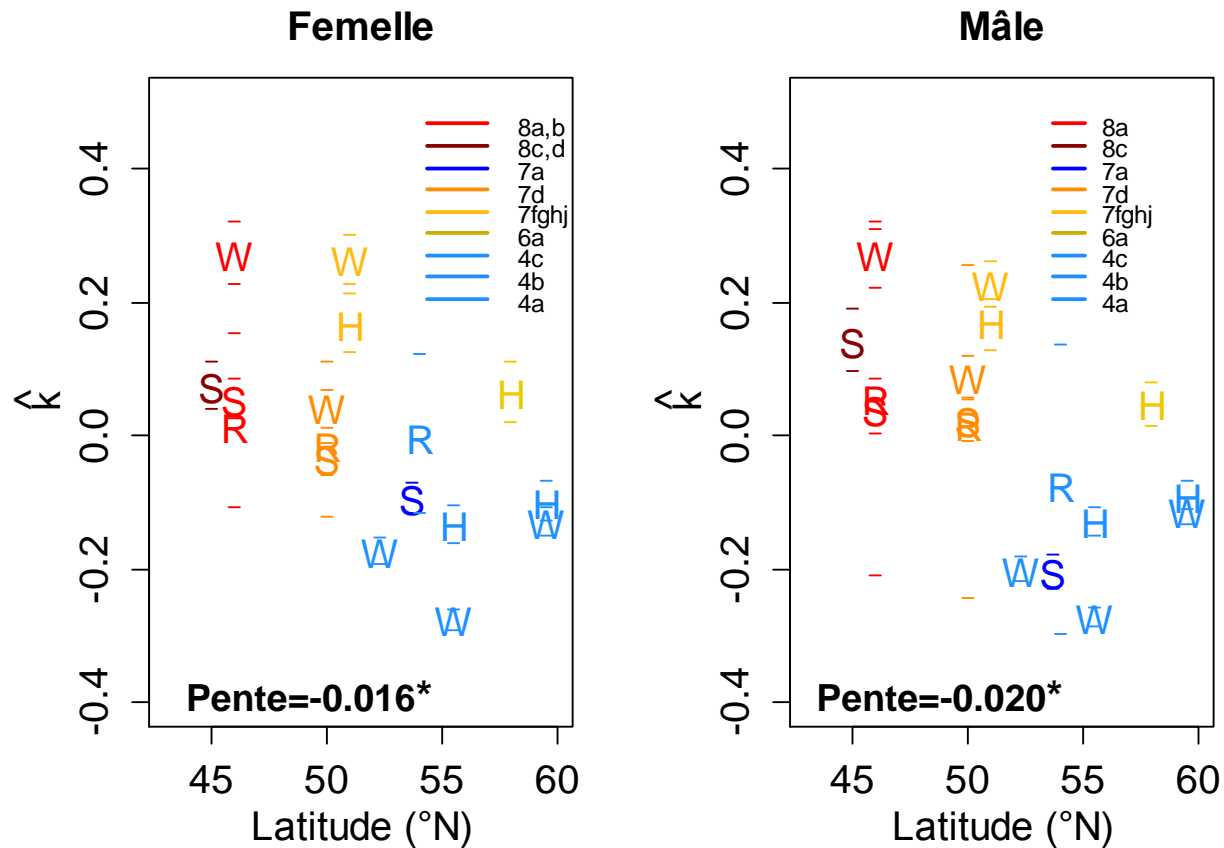 Femelle
Mâle
8a,b
8c,d
7a
7d
7fghj
6a
4c
4b
4a
8a
8c
7a
7d
7fghj
6a
4c
4b
4a
0.4
0.2
0.0
-0.2
-0.4
k̂
W
S
S
R
W
H
W
R
S
R
S
W
H
W
H
H
W
Pente=-0.016*
45 50 55 60
Latitude (°N)
0.4
0.2
0.0
-0.2
-0.4
k̂
W
S
R
S
W
H
W
S
R
R
S
W
H
W
H
H
W
Pente=-0.020*
45 50 55 60
Latitude (°N)